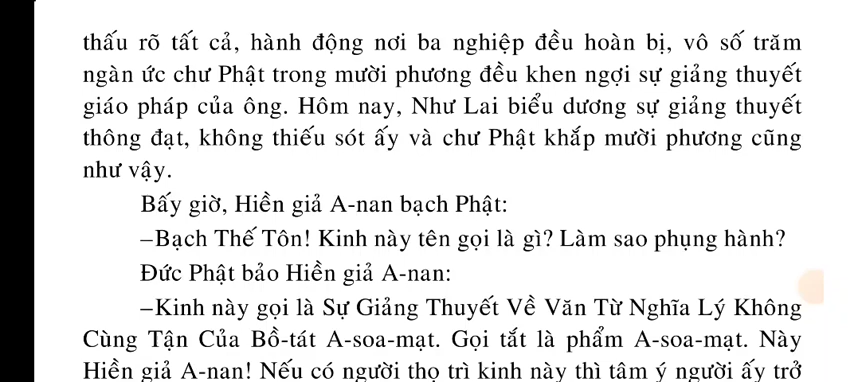 thấu rõ tất cả, hành động nơi ba nghiệp đều hoàn bị, vô số trăm
ngàn ức chư Phật trong mười phương đều khen ngợi sự giảng thuyết
giáo pháp của ông. Hôm nay, Như Lai biểu dương sự giảng thuyết
thông đạt, không thiếu sót ấy và chư Phật khắp mười phương cũng
như vậy.
Bấy giờ, Hiền giả A-nan bạch Phật:
–Bạch Thế Tôn! Kinh này tên gọi là gì? Làm sao phụng hành?
Đức Phật bảo Hiền giả A-nan:
–Kinh này gọi là Sự Giảng Thuyết Về Văn Từ Nghĩa Lý Không
Cùng Tận Của Bồ-tát A-soa-mạt. Gọi tắt là phẩm A-soa-mạt. Này
Hiền giả A-nan! Nếu có người thọ trì kinh này thì tâm ý người ấy trở